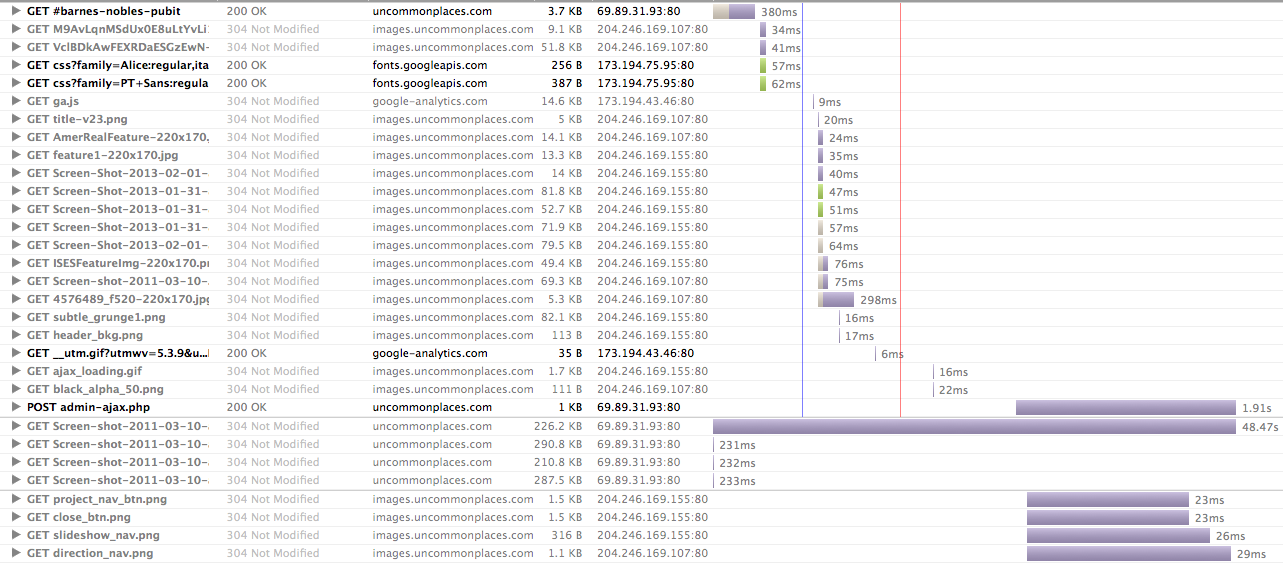 GET #barnes-nobles-pubit 200 OK uncommonplaces.com 3.7 KB 69.89.31.93:80 380ms
GET M9AvLqnMSdUx0E8uLtYvLi 304 Not Modified images.uncommonplaces.com 9.1 KB 204.246.169.107:80 34ms
GET VclBDkAwFEXRDaESGzEwN- 304 Not Modified images.uncommonplaces.com 51.8 KB 204.246.169.107:80 41ms
GET css?family=Alice:regular,ita 200 OK fonts.googleapis.com 256 B 173.194.75.95:80 57ms
GET css?family=PT+Sans:regula 200 OK fonts.googleapis.com 387 B 173.194.75.95:80 62ms
GET ga.js 304 Not Modified google-analytics.com 14.6 KB 173.194.43.46:80 9ms
GET title-v23.png 304 Not Modified images.uncommonplaces.com 5 KB 204.246.169.107:80 20ms
GET AmerRealFeature-220x170. 304 Not Modified images.uncommonplaces.com 14.1 KB 204.246.169.107:80 24ms
GET feature1-220x170.jpg 304 Not Modified images.uncommonplaces.com 13.3 KB 204.246.169.155:80 35ms
GET Screen-Shot-2013-02-01- 304 Not Modified images.uncommonplaces.com 14 KB 204.246.169.155:80 40ms
GET Screen-Shot-2013-01-31- 304 Not Modified images.uncommonplaces.com 81.8 KB 204.246.169.155:80 47ms
GET Screen-Shot-2013-01-31- 304 Not Modified images.uncommonplaces.com 52.7 KB 204.246.169.155:80 51ms
GET Screen-Shot-2013-01-31- 304 Not Modified images.uncommonplaces.com 71.9 KB 204.246.169.155:80 57ms
GET Screen-Shot-2013-02-01- 304 Not Modified images.uncommonplaces.com 79.5 KB 204.246.169.155:80 64ms
GET ISESFeatureImg-220x170.pr 304 Not Modified images.uncommonplaces.com 49.4 KB 204.246.169.107:80 76ms
GET Screen-shot-2011-03-10- 304 Not Modified images.uncommonplaces.com 69.3 KB 204.246.169.107:80 75ms
GET 4576489_f520-220x170.jpg 304 Not Modified images.uncommonplaces.com 5.3 KB 204.246.169.107:80 298ms
GET subtle_grunge1.png 304 Not Modified images.uncommonplaces.com 82.1 KB 204.246.169.155:80 16ms
GET header_bkg.png 304 Not Modified images.uncommonplaces.com 113 B 204.246.169.107:80 17ms
GET __utm.gif?utmwv=5.3.9&u... 200 OK google-analytics.com 35 B 173.194.43.46:80 6ms
GET ajax_loading.gif 304 Not Modified images.uncommonplaces.com 1.7 KB 204.246.169.107:80 16ms
GET black_alpha_50.png 304 Not Modified images.uncommonplaces.com 111 B 204.246.169.107:80 22ms
POST admin-ajax.php 200 OK uncommonplaces.com 1 KB 69.89.31.93:80 1.91s
GET Screen-shot-2011-03-10- 304 Not Modified uncommonplaces.com 226.2 KB 69.89.31.93:80 48.47s
GET Screen-shot-2011-03-10- 304 Not Modified uncommonplaces.com 290.8 KB 69.89.31.93:80 231ms
GET Screen-shot-2011-03-10- 304 Not Modified uncommonplaces.com 210.8 KB 69.89.31.93:80 232ms
GET Screen-shot-2011-03-10- 304 Not Modified uncommonplaces.com 287.5 KB 69.89.31.93:80 233ms
GET project_nav_btn.png 304 Not Modified images.uncommonplaces.com 1.5 KB 204.246.169.155:80 23ms
GET close_btn.png 304 Not Modified images.uncommonplaces.com 1.5 KB 204.246.169.155:80 23ms
GET slideshow_nav.png 304 Not Modified images.uncommonplaces.com 316 B 204.246.169.107:80 26ms
GET direction_nav.png 304 Not Modified images.uncommonplaces.com 1.1 KB 204.246.169.107:80 29ms